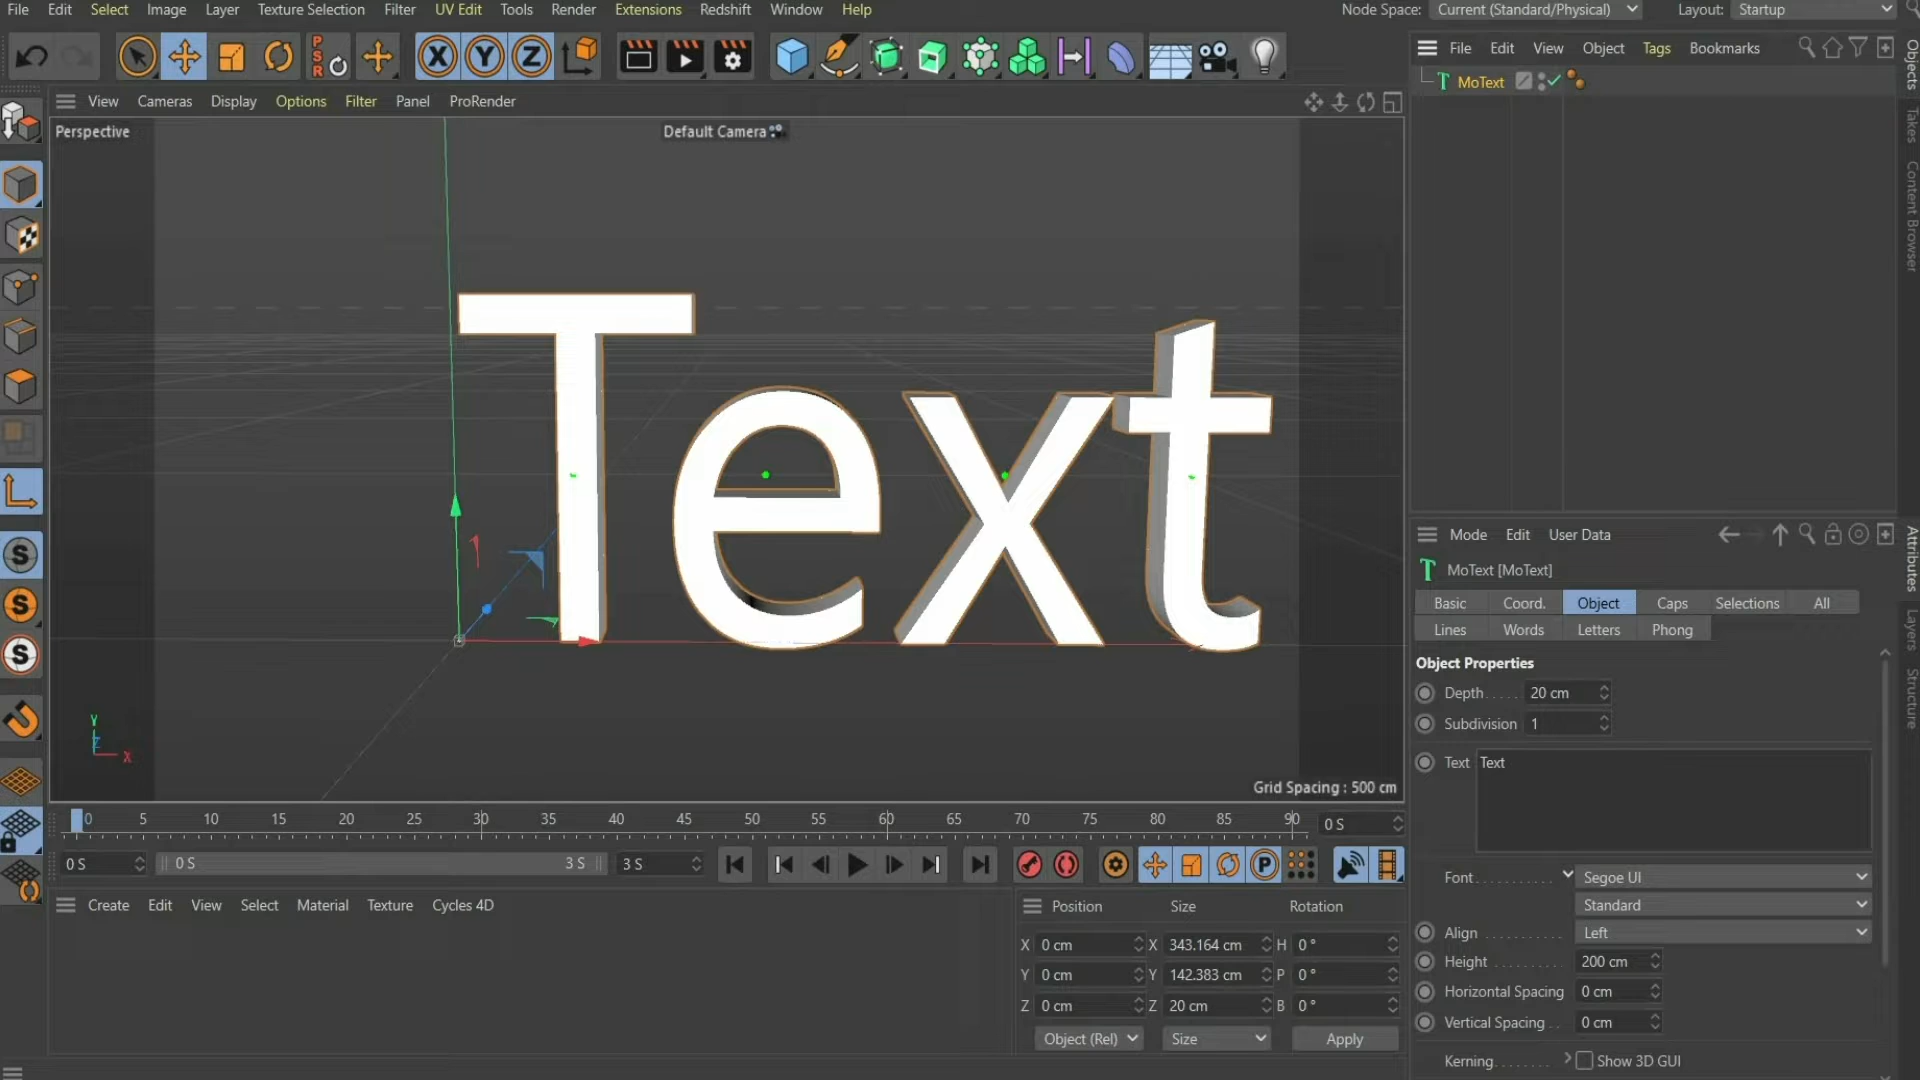 File Edit Select Image Layer Texture Selection Filter UV Edit Tools Render Extensions Redshift Window Help Node Space: Current (Standard/Physical) Layout: Startup
P S R X Y Z
File Edit View Object Tags Bookmarks
MoText
View Cameras Display Options Filter Panel ProRender
Perspective Default Camera
Text
Y Z X
Grid Spacing : 500 cm
S
S
S
0 5 10 15 20 25 30 35 40 45 50 55 60 65 70 75 80 85 90 0 S
0 S 0 S 3 S 3 S P
Create Edit View Select Material Texture Cycles 4D
Position Size Rotation
X 0 cm X 343.164 cm H 0 °
Y 0 cm Y 142.383 cm P 0 °
Z 0 cm Z 20 cm B 0 °
Object (Rel) Size Apply
Mode Edit User Data
MoText [MoText]
Basic Coord. Object Caps Selections All
Lines Words Letters Phong
Object Properties
Depth 20 cm
Subdivision 1
Text Text
Font Segoe UI
Standard
Align Left
Height 200 cm
Horizontal Spacing 0 cm
Vertical Spacing 0 cm
Kerning Show 3D GUI
Objects
Takes
Content Browser
Attributes
Layers
Structure